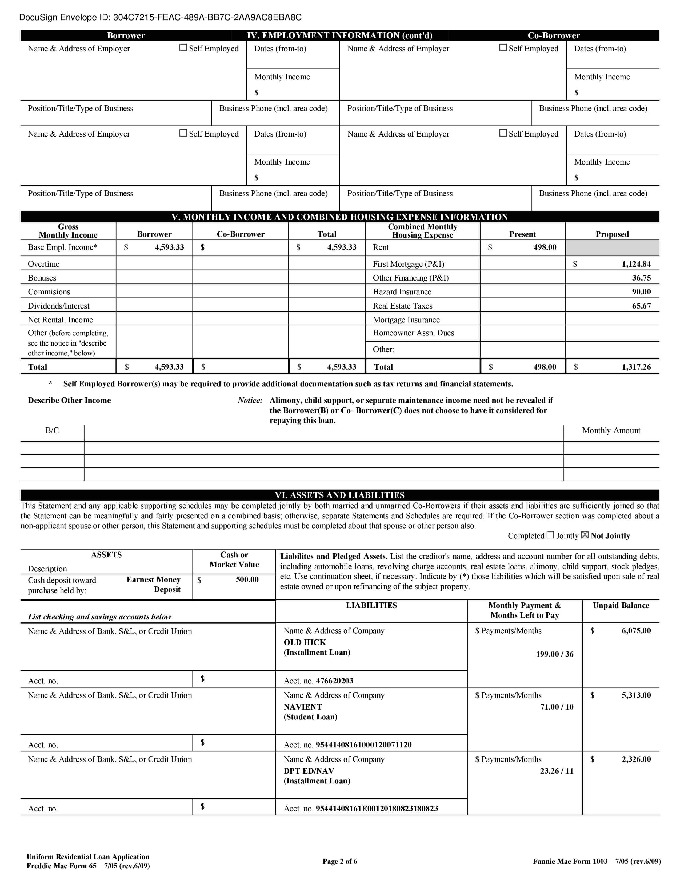 DocuSign Envelope ID: 304C7215-FEAC-489A-BB7C-2AA9AC8EBA8C
Borrower IV. EMPLOYMENT INFORMATION (cont'd) Co-Borrower
Name & Address of Employer ☐ Self Employed Dates (from-to) Name & Address of Employer ☐ Self Employed Dates (from-to)
Monthly Income Monthly Income
$ $
Position/Title/Type of Business Business Phone (incl. area code) Position/Title/Type of Business Business Phone (incl. area code)
Name & Address of Employer ☐ Self Employed Dates (from-to) Name & Address of Employer ☐ Self Employed Dates (from-to)
Monthly Income Monthly Income
$ $
Position/Title/Type of Business Business Phone (incl. area code) Position/Title/Type of Business Business Phone (incl. area code)
V. MONTHLY INCOME AND COMBINED HOUSING EXPENSE INFORMATION
Gross Monthly Income Borrower Co-Borrower Total Combined Monthly Housing Expense Present Proposed
Base Empl. Income* $ 4,593.33 $ $ 4,593.33 Rent $ 498.00
Overtime First Mortgage (P&I) $ 1,124.84
Bonuses Other Financing (P&I) 36.75
Commisions Hazard Insurance 90.00
Dividends/Interest Real Estate Taxes 65.67
Net Rental. Income Mortgage Insurance
Other (before completing, Homeowner Assn. Dues
see the notice in "describe
other income," below) Other:
Total $ 4,593.33 $ $ 4,593.33 Total $ 498.00 $ 1,317.26
* Self Employed Borrower(s) may be required to provide additional documentation such as tax returns and financial statements.
Describe Other Income Notice: Alimony, child support, or separate maintenance income need not be revealed if
the Borrower(B) or Co- Borrower(C) does not choose to have it considered for
repaying this loan.
B/C Monthly Amount
VI. ASSETS AND LIABILITIES
This Statement and any applicable supporting schedules may be completed jointly by both married and unmarried Co-Borrowers if their assets and liabilities are sufficiently joined so that
the Statement can be meaningfully and fairly presented on a combined basis; otherwise, separate Statements and Schedules are required. If the Co-Borrower section was completed about a
non-applicant spouse or other person, this Statement and supporting schedules must be completed about that spouse or other person also.
Completed ☐ Jointly ☒ Not Jointly
ASSETS Cash or Market Value
Description
Cash deposit toward purchase held by: Earnest Money Deposit $ 500.00
Liabilites and Pledged Assets. List the creditor's name, address and account number for all outstanding debts,
including automobile loans, revolving charge accounts, real estate loans, alimony, child support, stock pledges,
etc. Use continuation sheet, if necessary. Indicate by (*) those liabilities which will be satisfied upon sale of real
estate owned or upon refinancing of the subject property.
List checking and savings accounts below LIABILITIES Monthly Payment & Months Left to Pay Unpaid Balance
Name & Address of Bank, S&L, or Credit Union Name & Address of Company $ Payments/Months $ 6,075.00
OLD HICK
(Installment Loan) 199.00 / 36
Acct. no. $ Acct. no. 476620203
Name & Address of Bank, S&L, or Credit Union Name & Address of Company $ Payments/Months $ 5,313.00
NAVIENT 71.00 / 10
(Student Loan)
Acct. no. $ Acct. no. 95441408161000120071120
Name & Address of Bank, S&L, or Credit Union Name & Address of Company $ Payments/Months $ 2,326.00
DPT ED/NAV 23.26 / 11
(Installment Loan)
Acct. no. $ Acct. no. 95441408161E00120180823180823
Uniform Residential Loan Application
Freddie Mac Form 65 7/05 (rev.6/09) Page 2 of 6 Fannie Mae Form 1003 7/05 (rev.6/09)